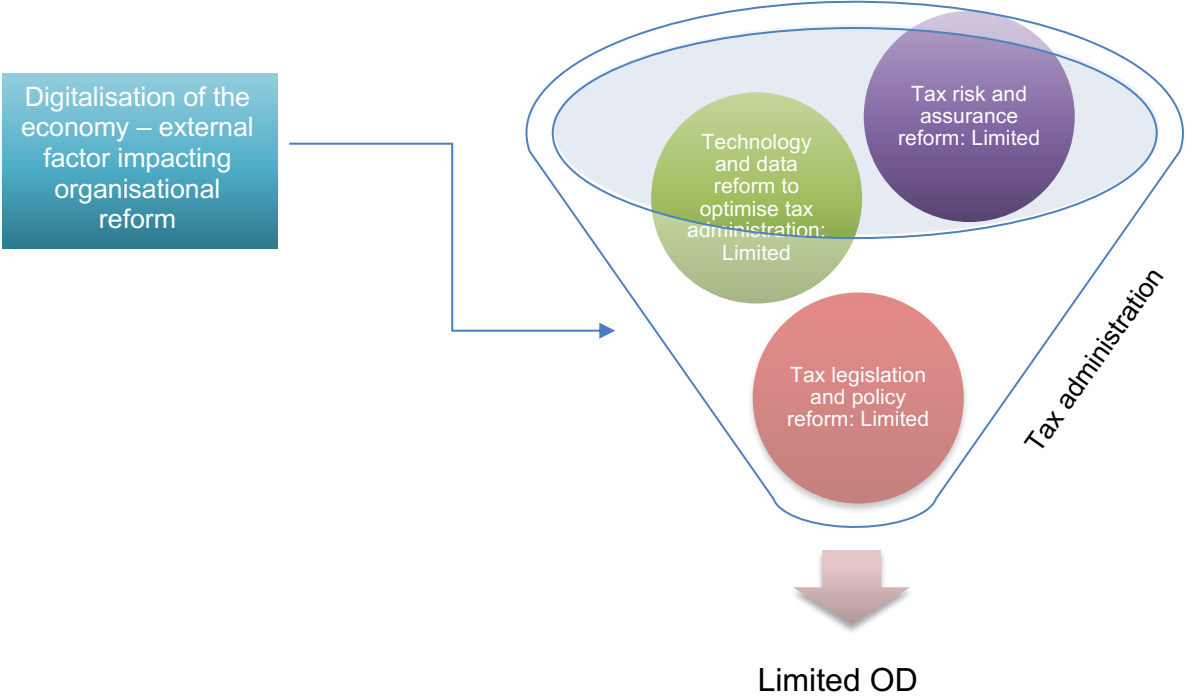 Digitalisation of the
economy – external
factor impacting
organisational
reform
Tax risk and
assurance
reform: Limited
Technology
and data
reform to
optimise tax
administration:
Limited
Tax legislation
and policy
reform: Limited
Tax administration
Limited OD